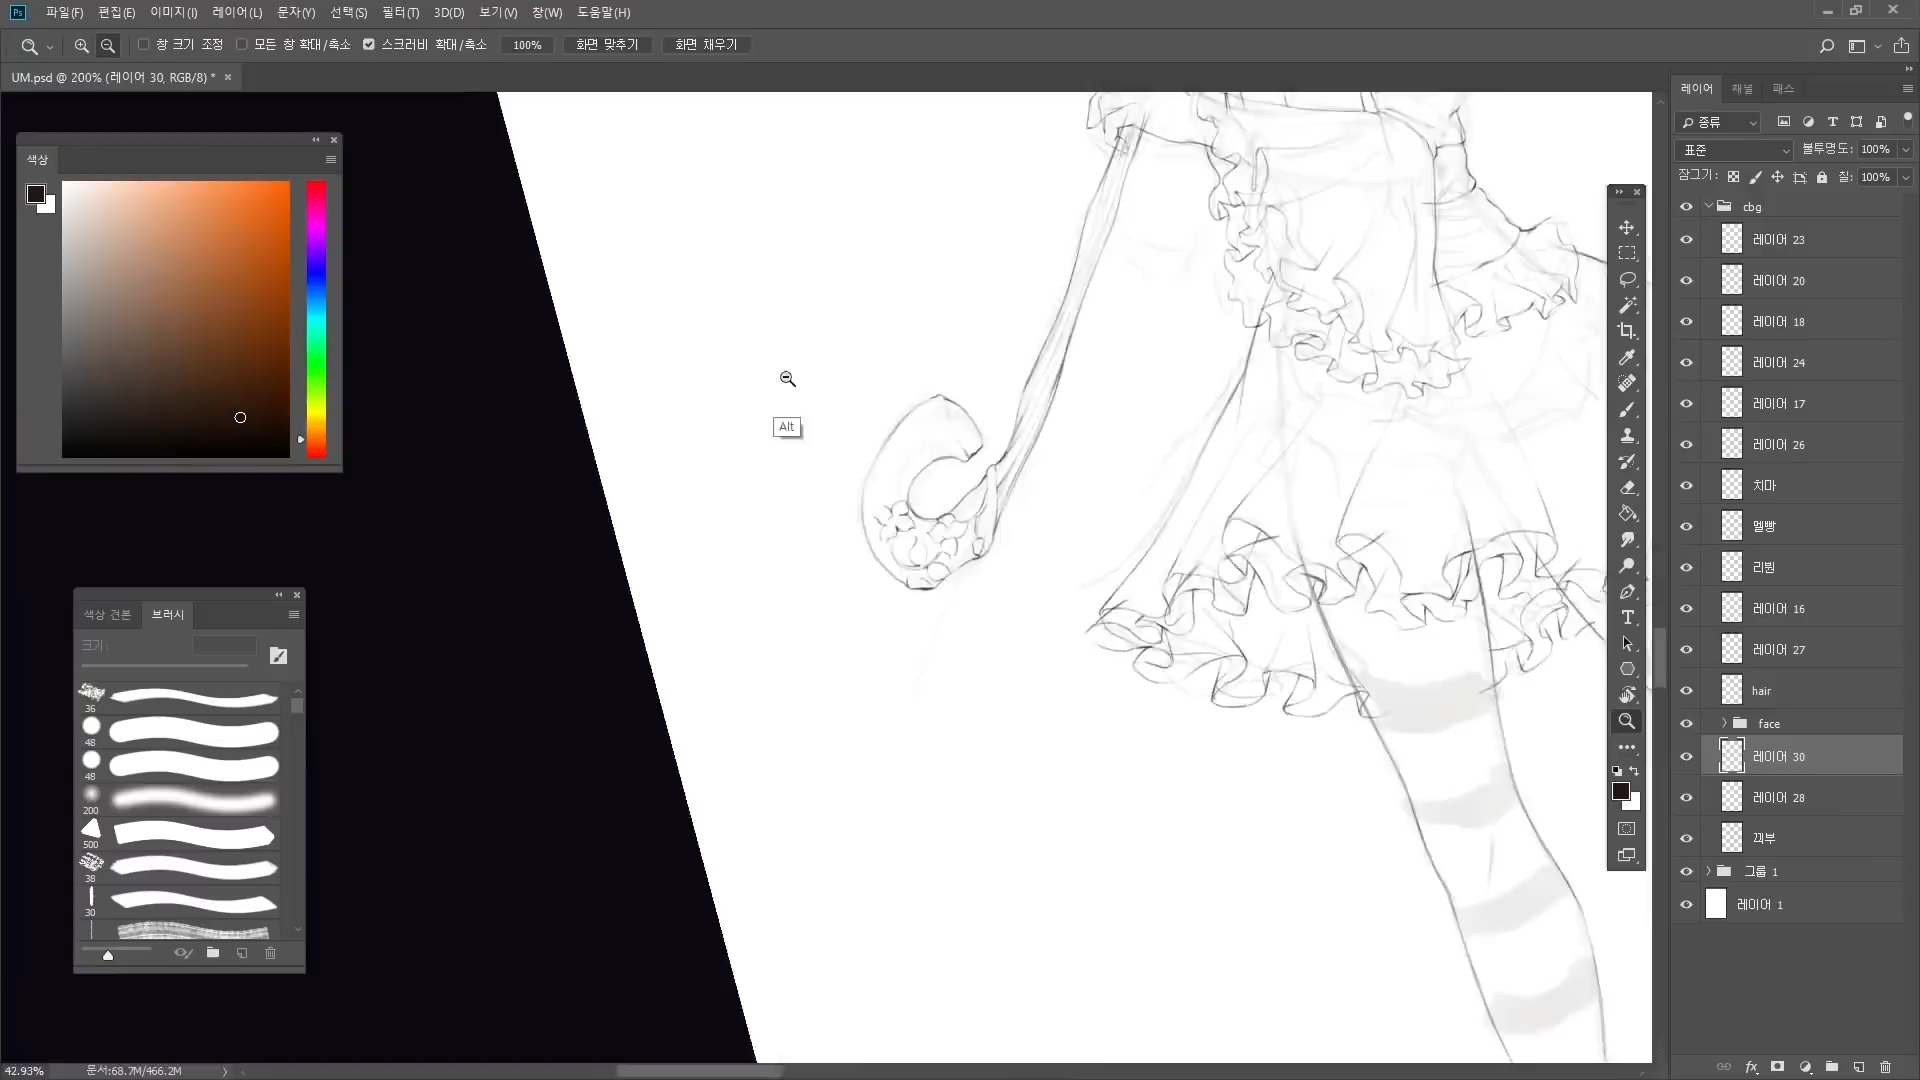 Ps 파일(F) 편집(E) 이미지(I) 레이어(L) 문자(Y) 선택(S) 필터(T) 3D(D) 보기(V) 창(W) 도움말(H)
창 크기 조정 모든 창 확대/축소 스크러비 확대/축소 100% 화면 맞추기 화면 채우기
UM.psd @ 200% (레이어 30, RGB/8) *
색상
Alt
색상 견본 브러시
크기:
36
48
48
200
500
38
30
레이어 채널 패스
종류
표준 불투명도: 100%
잠그기: 칠: 100%
cbg
레이어 23
레이어 20
레이어 18
레이어 24
레이어 17
레이어 26
치마
멜빵
리뷘
레이어 16
레이어 27
hair
face
레이어 30
레이어 28
끠부
그룹 1
레이어 1
fx
42.93% 문서:68.7M/466.2M